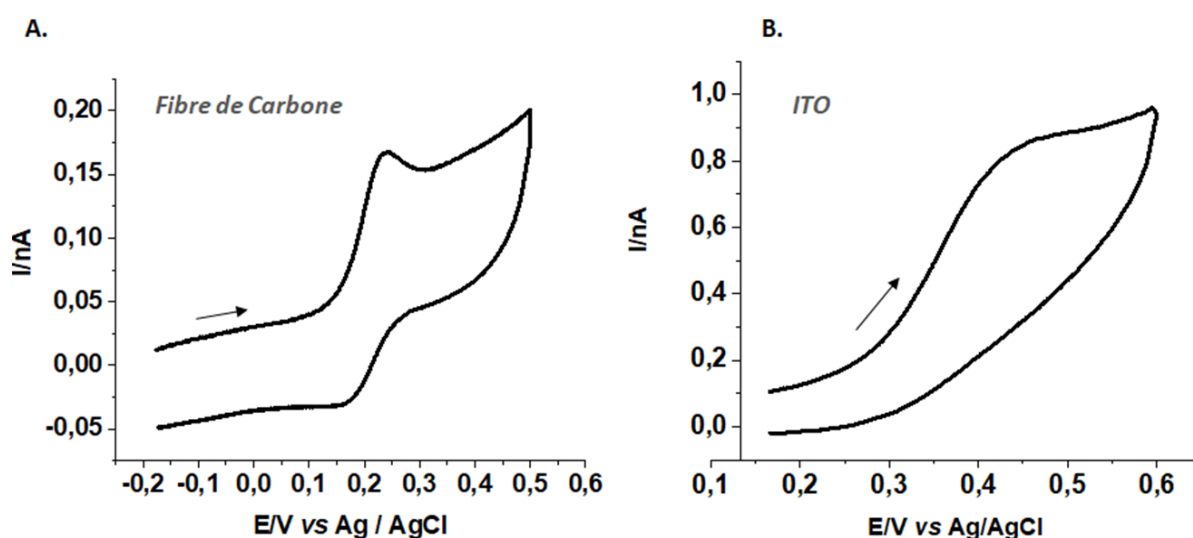 A.
Fibre de Carbone
I/nA
0,20
0,15
0,10
0,05
0,00
-0,05
-0,2 -0,1 0,0 0,1 0,2 0,3 0,4 0,5 0,6
E/V vs Ag / AgCl
B.
ITO
I/nA
1,0
0,8
0,6
0,4
0,2
0,0
0,1 0,2 0,3 0,4 0,5 0,6
E/V vs Ag/AgCl